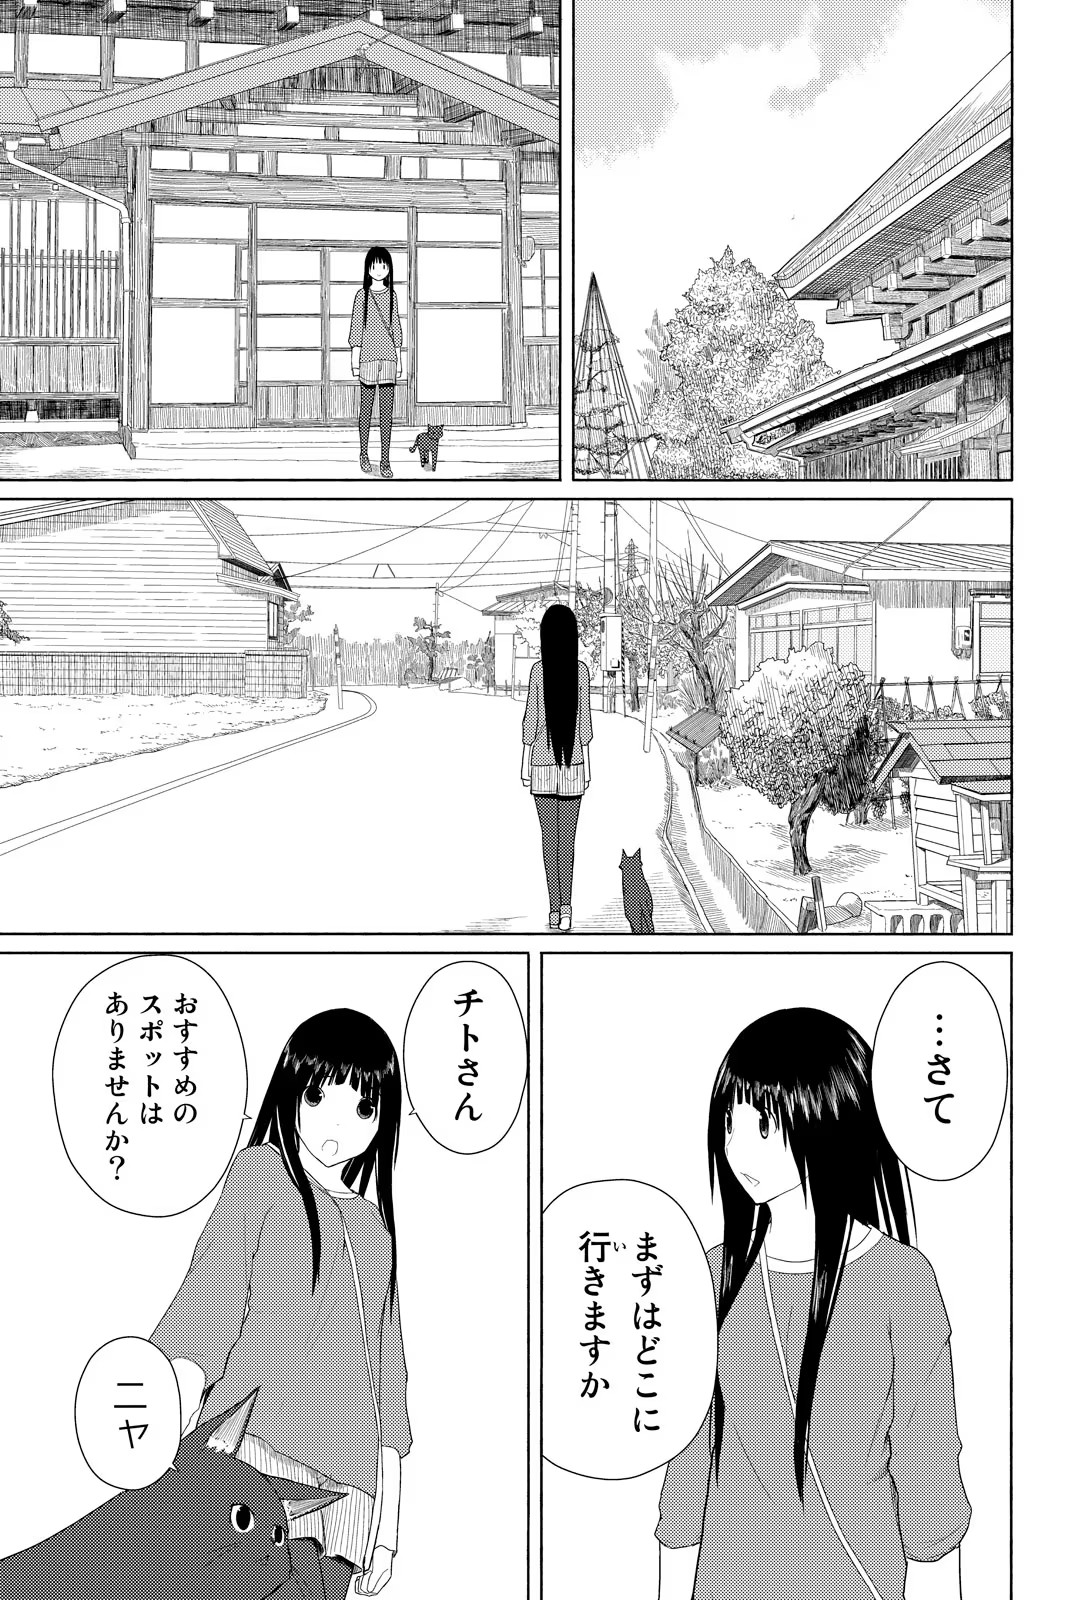 …さて
まずはどこに
行きますか
い
チトさん
おすすめの
スポットは
ありませんか?
ニャ